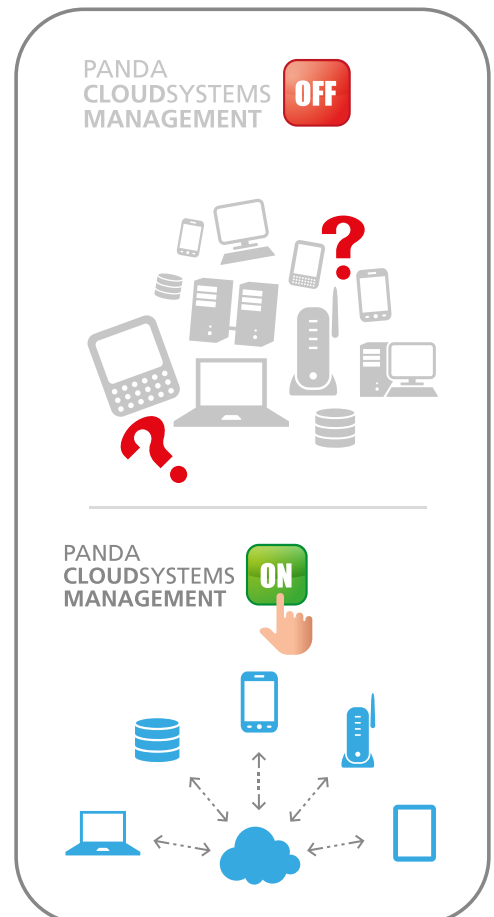 PANDA
CLOUDSYSTEMS
MANAGEMENT
OFF
?
?
PANDA
CLOUDSYSTEMS
MANAGEMENT
ON